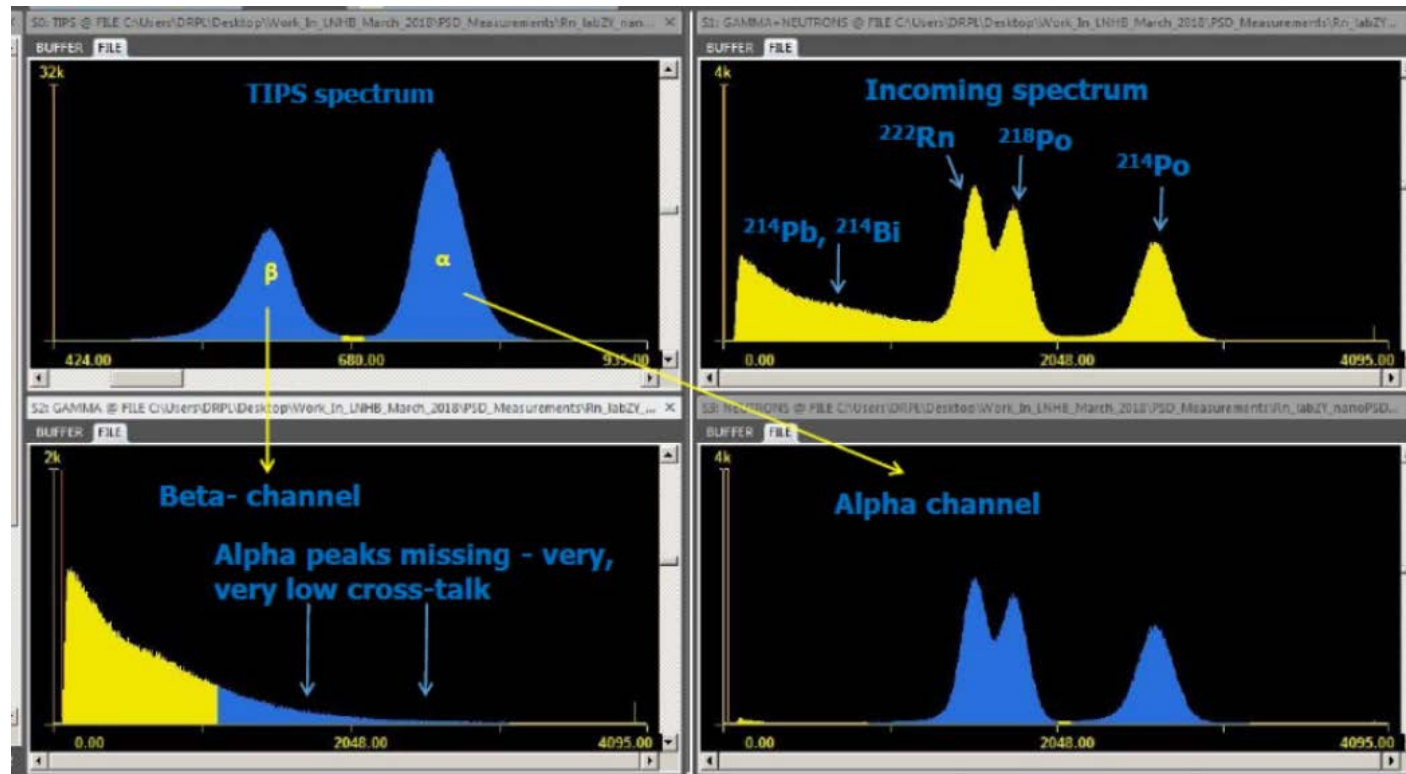 S0: TIPS @ FILE C:\Users\DRPL\Desktop\Work_In_LNHB_March_2018\PSD_Measurements\Rn_labZY_nan...
BUFFER FILE
32k
TIPS spectrum
β
α
424.00 680.00 935.00
S1: GAMMA+NEUTRONS @ FILE C:\Users\DRPL\Desktop\Work_In_LNHB_March_2018\PSD_Measurements\Rn_labZY...
BUFFER FILE
4k
Incoming spectrum
²²²Rn ²¹⁸Po
²¹⁴Po
²¹⁴Pb, ²¹⁴Bi
0.00 2048.00 4095.00
S2: GAMMA @ FILE C:\Users\DRPL\Desktop\Work_In_LNHB_March_2018\PSD_Measurements\Rn_labZY_...
BUFFER FILE
2k
Beta- channel
Alpha peaks missing - very,
very low cross-talk
0.00 2048.00 4095.00
S3: NEUTRONS @ FILE C:\Users\DRPL\Desktop\Work_In_LNHB_March_2018\PSD_Measurements\Rn_labZY_nanoPSD...
BUFFER FILE
4k
Alpha channel
0.00 2048.00 4095.00